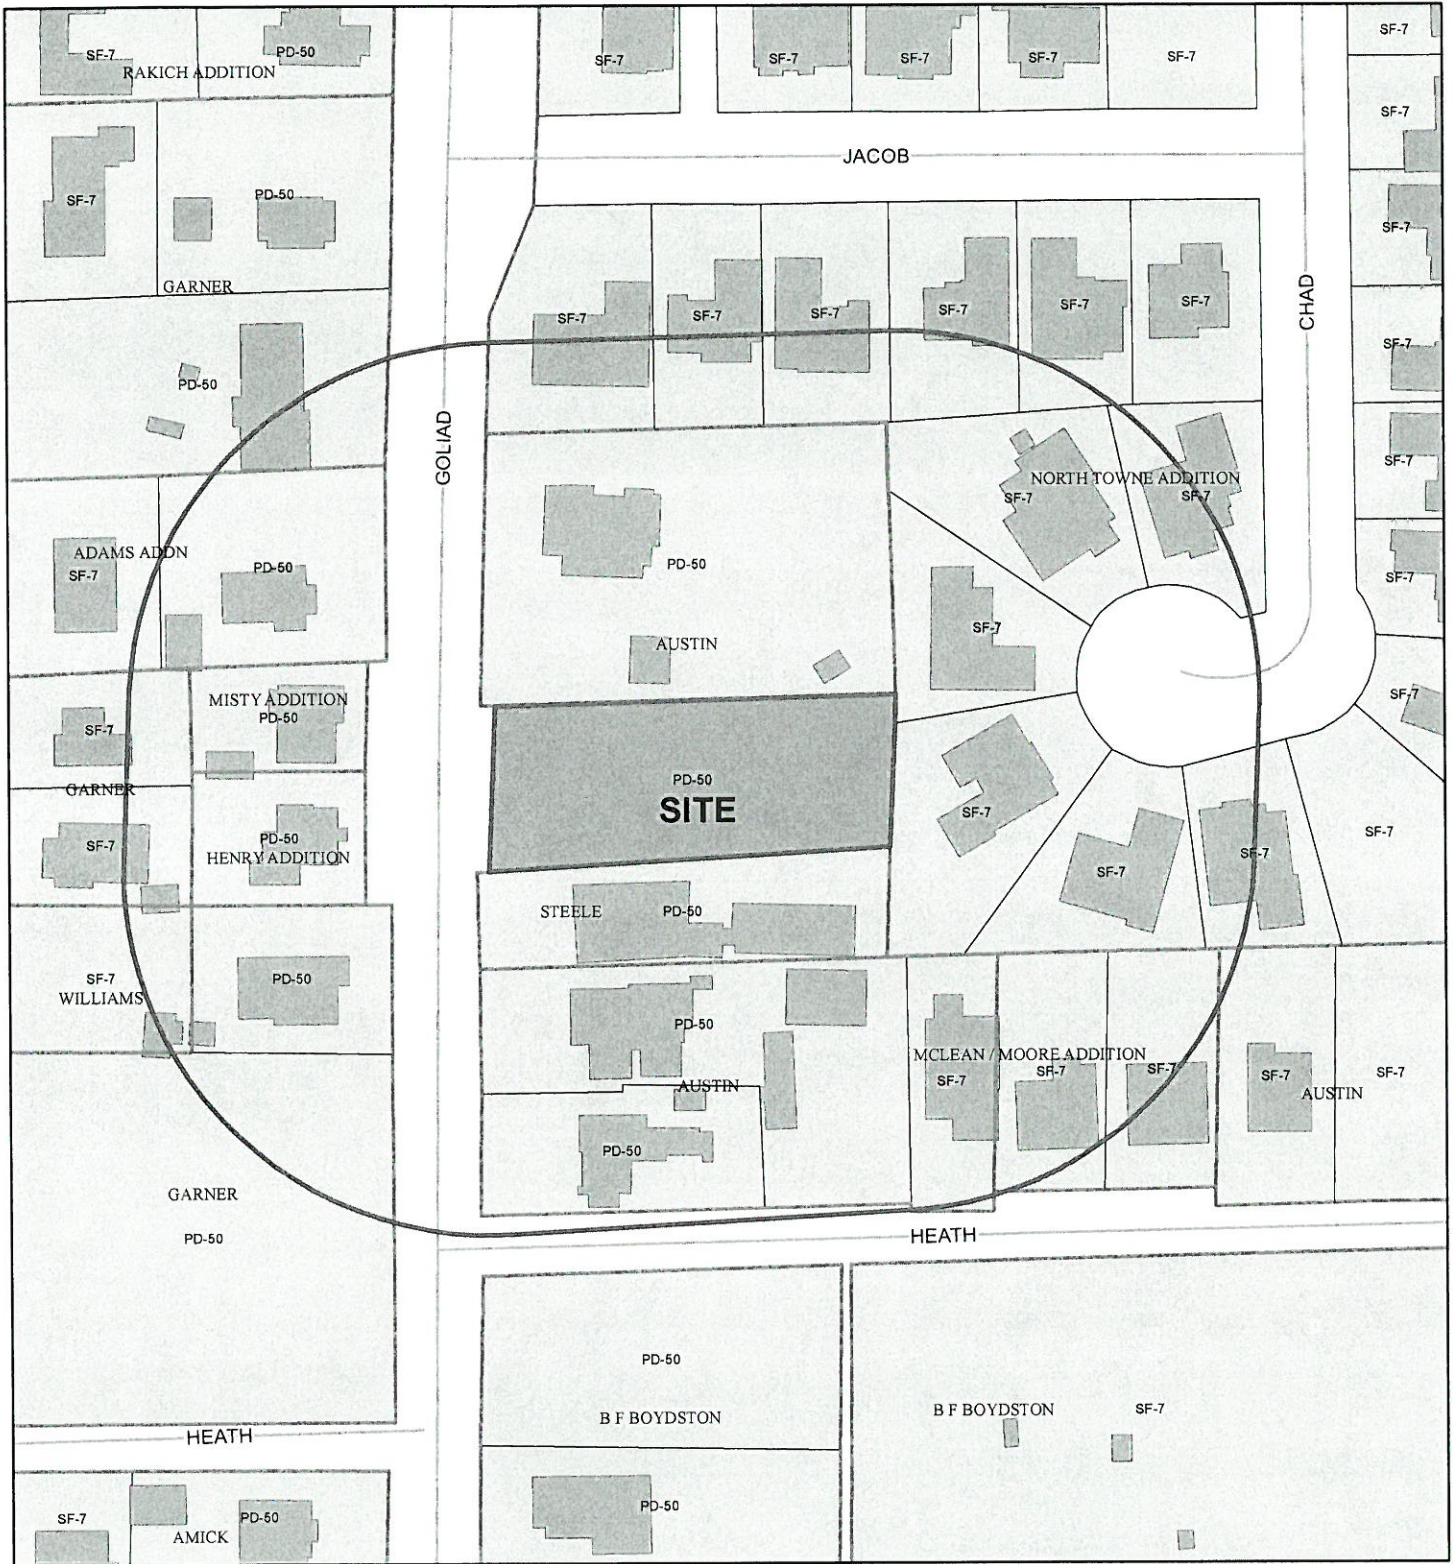 SF-7
PD-50
RAKICH ADDITION
SF-7
SF-7
SF-7
SF-7
SF-7
SF-7
SF-7
JACOB
SF-7
PD-50
GARNER
SF-7
CHAD
SF-7
SF-7
SF-7
SF-7
SF-7
SF-7
SF-7
PD-50
GOLIAD
SF-7
NORTH TOWNE ADDITION
SF-7
SF-7
ADAMS ADDN
SF-7
PD-50
PD-50
SF-7
AUSTIN
SF-7
MISTY ADDITION
PD-50
SF-7
SF-7
GARNER
PD-50
SITE
SF-7
SF-7
PD-50
HENRY ADDITION
SF-7
SF-7
SF-7
STEELE
PD-50
SF-7
WILLIAMS
PD-50
PD-50
MCLEAN / MOORE ADDITION
SF-7
SF-7
SF-7
SF-7
SF-7
AUSTIN
AUSTIN
PD-50
GARNER
PD-50
HEATH
PD-50
B F BOYDSTON
B F BOYDSTON
SF-7
HEATH
SF-7
PD-50
AMICK
PD-50